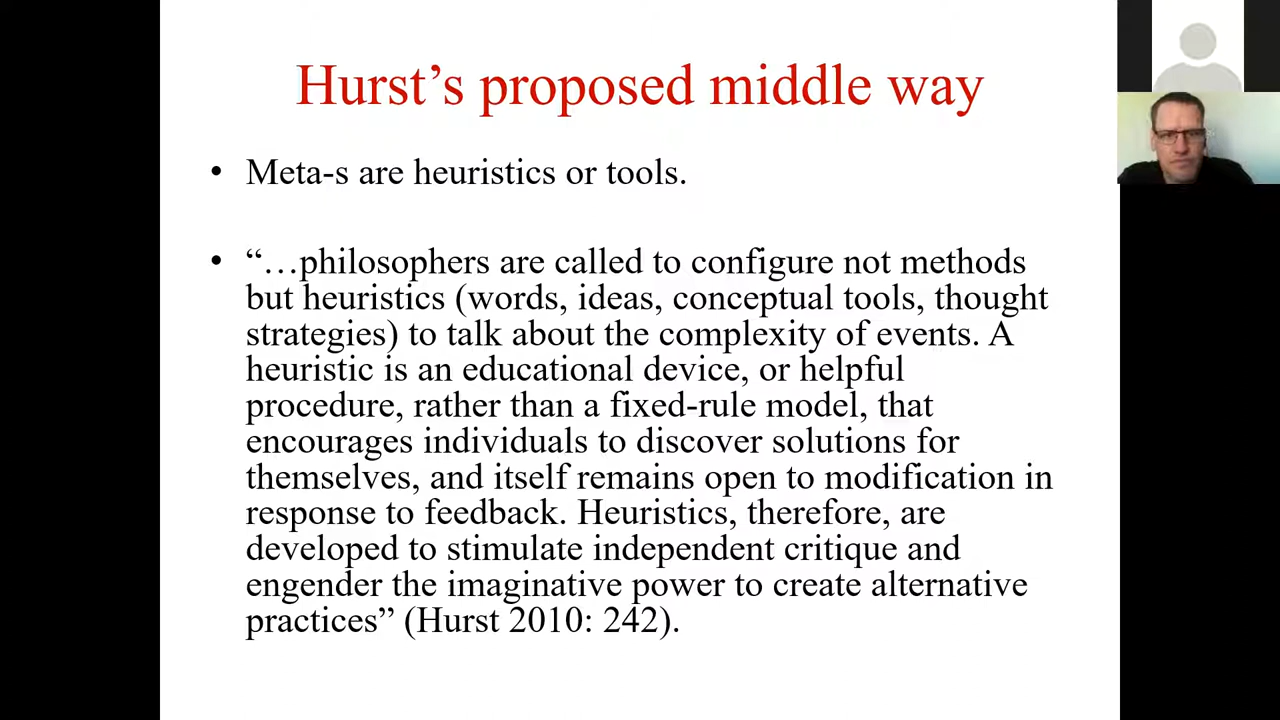 Hurst’s proposed middle way
• Meta-s are heuristics or tools.
• “…philosophers are called to configure not methods
but heuristics (words, ideas, conceptual tools, thought
strategies) to talk about the complexity of events. A
heuristic is an educational device, or helpful
procedure, rather than a fixed-rule model, that
encourages individuals to discover solutions for
themselves, and itself remains open to modification in
response to feedback. Heuristics, therefore, are
developed to stimulate independent critique and
engender the imaginative power to create alternative
practices” (Hurst 2010: 242).